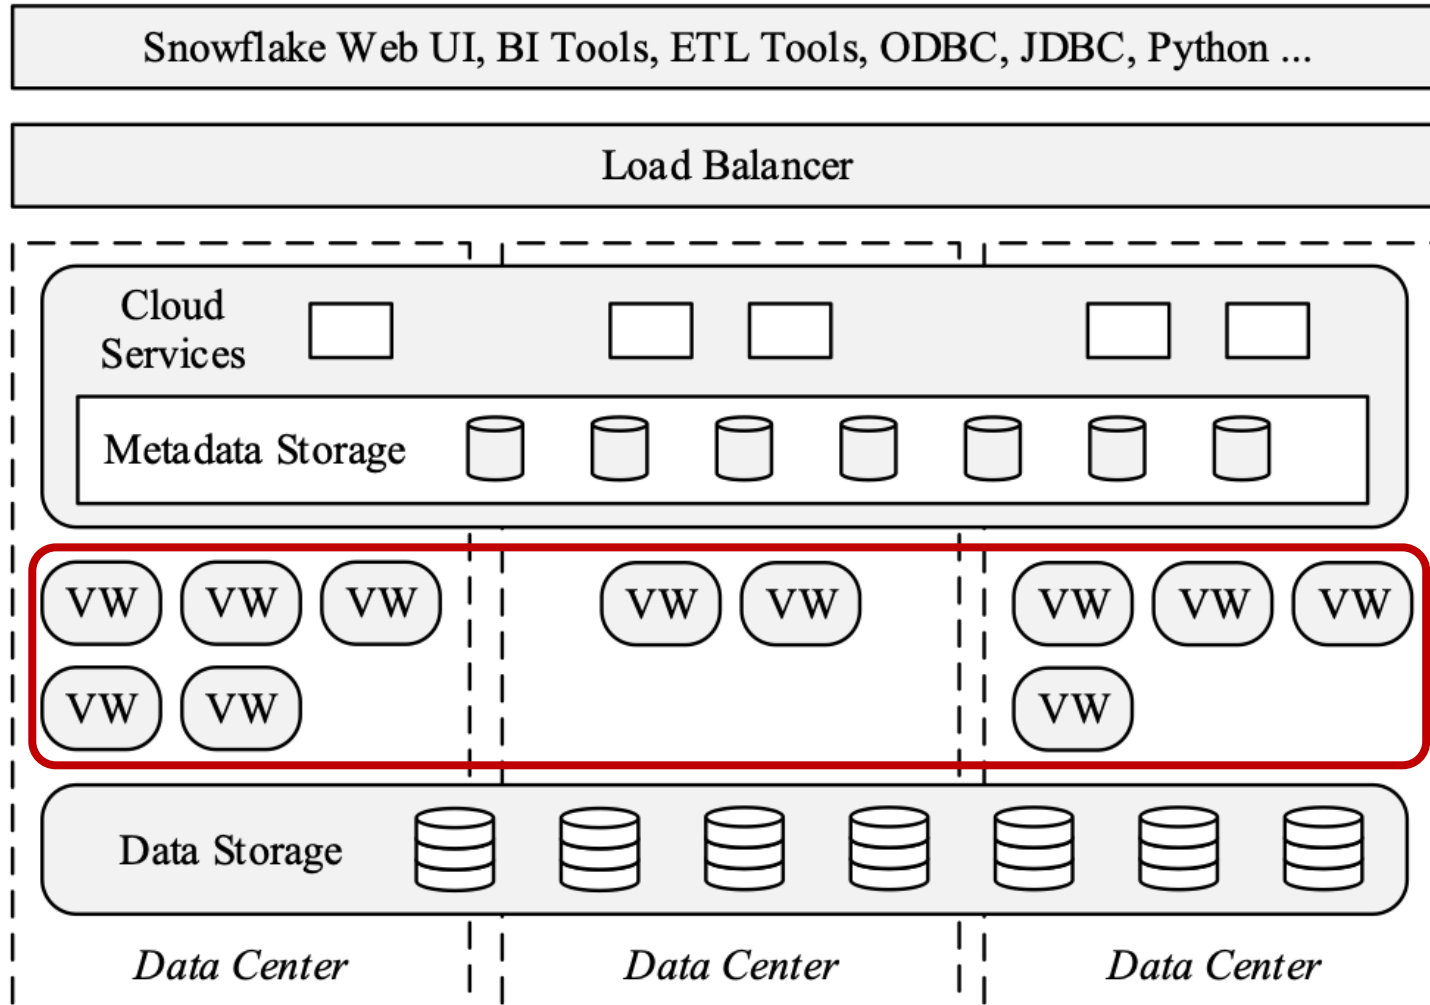 Snowflake Web UI, BI Tools, ETL Tools, ODBC, JDBC, Python ...
Load Balancer
Cloud
Services
Metadata Storage
VW VW VW VW VW VW VW VW
VW VW VW
Data Storage
Data Center Data Center Data Center